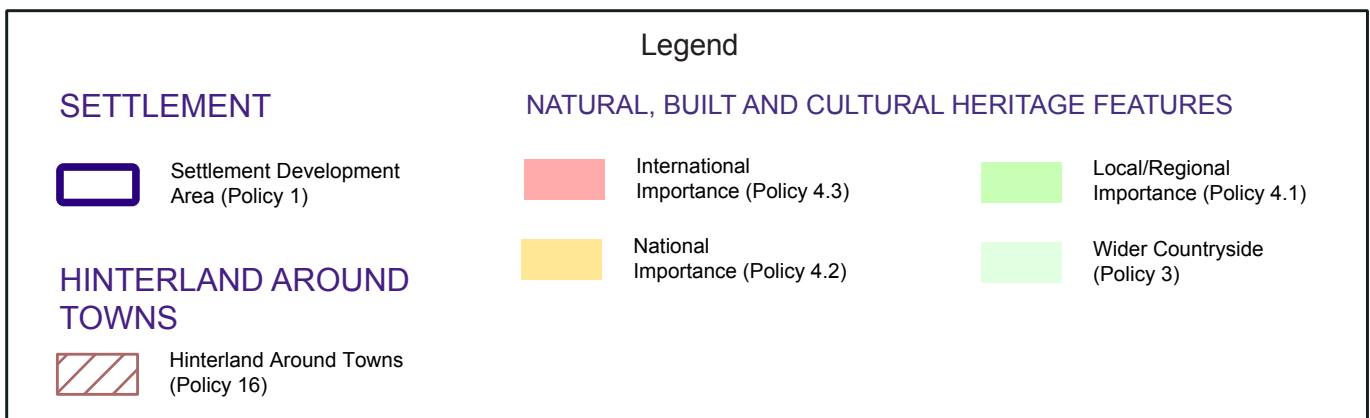 Legend
SETTLEMENT
Settlement Development
Area (Policy 1)
HINTERLAND AROUND
TOWNS
Hinterland Around Towns
(Policy 16)
NATURAL, BUILT AND CULTURAL HERITAGE FEATURES
International
Importance (Policy 4.3)
National
Importance (Policy 4.2)
Local/Regional
Importance (Policy 4.1)
Wider Countryside
(Policy 3)